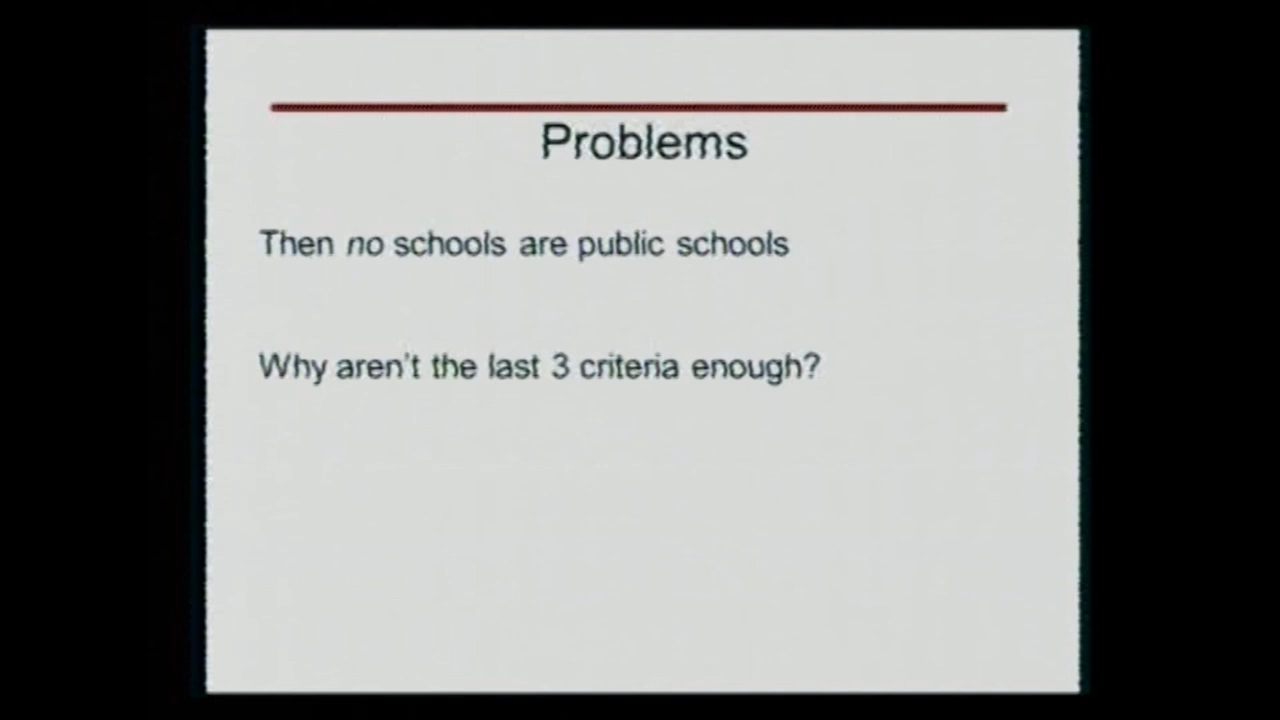 Problems
Then no schools are public schools
Why aren't the last 3 criteria enough?